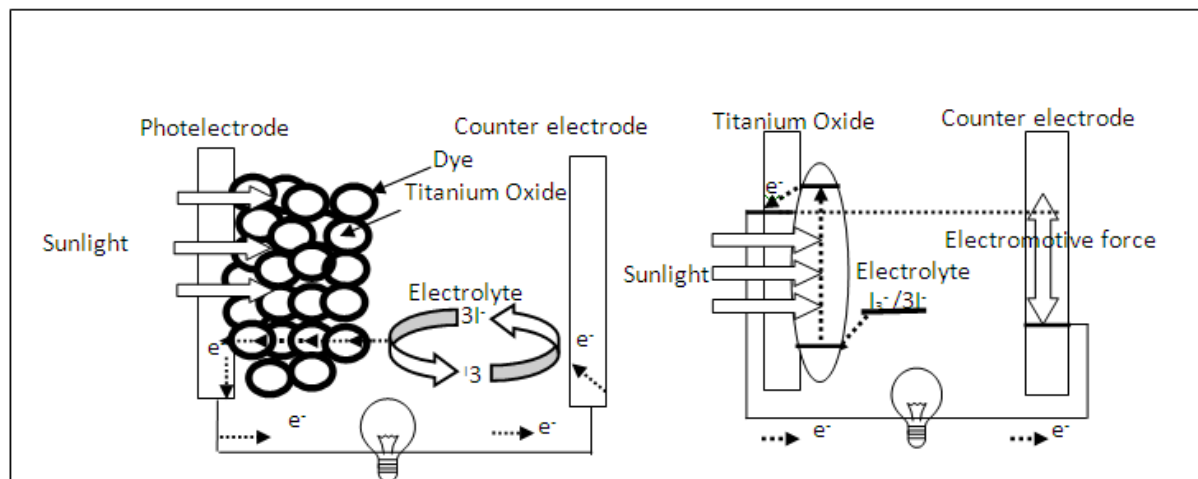 Photelectrode
Counter electrode
Dye
Titanium Oxide
Sunlight
Electrolyte
3I⁻
I3
e⁻
e⁻
e⁻
e⁻
Titanium Oxide
Counter electrode
e⁻
Electromotive force
Sunlight
Electrolyte
I₃⁻/3I⁻
e⁻
e⁻